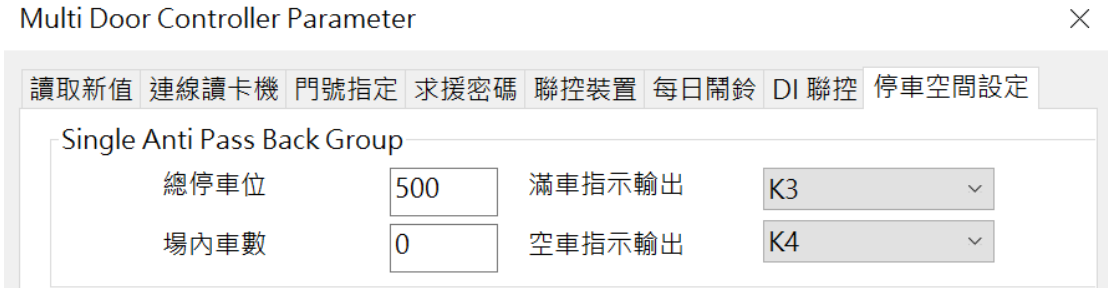 Multi Door Controller Parameter
讀取新值 連線讀卡機 門號指定 求援密碼 聯控裝置 每日鬧鈴 DI 聯控 停車空間設定
Single Anti Pass Back Group
總停車位 500 滿車指示輸出 K3
場內車數 0 空車指示輸出 K4